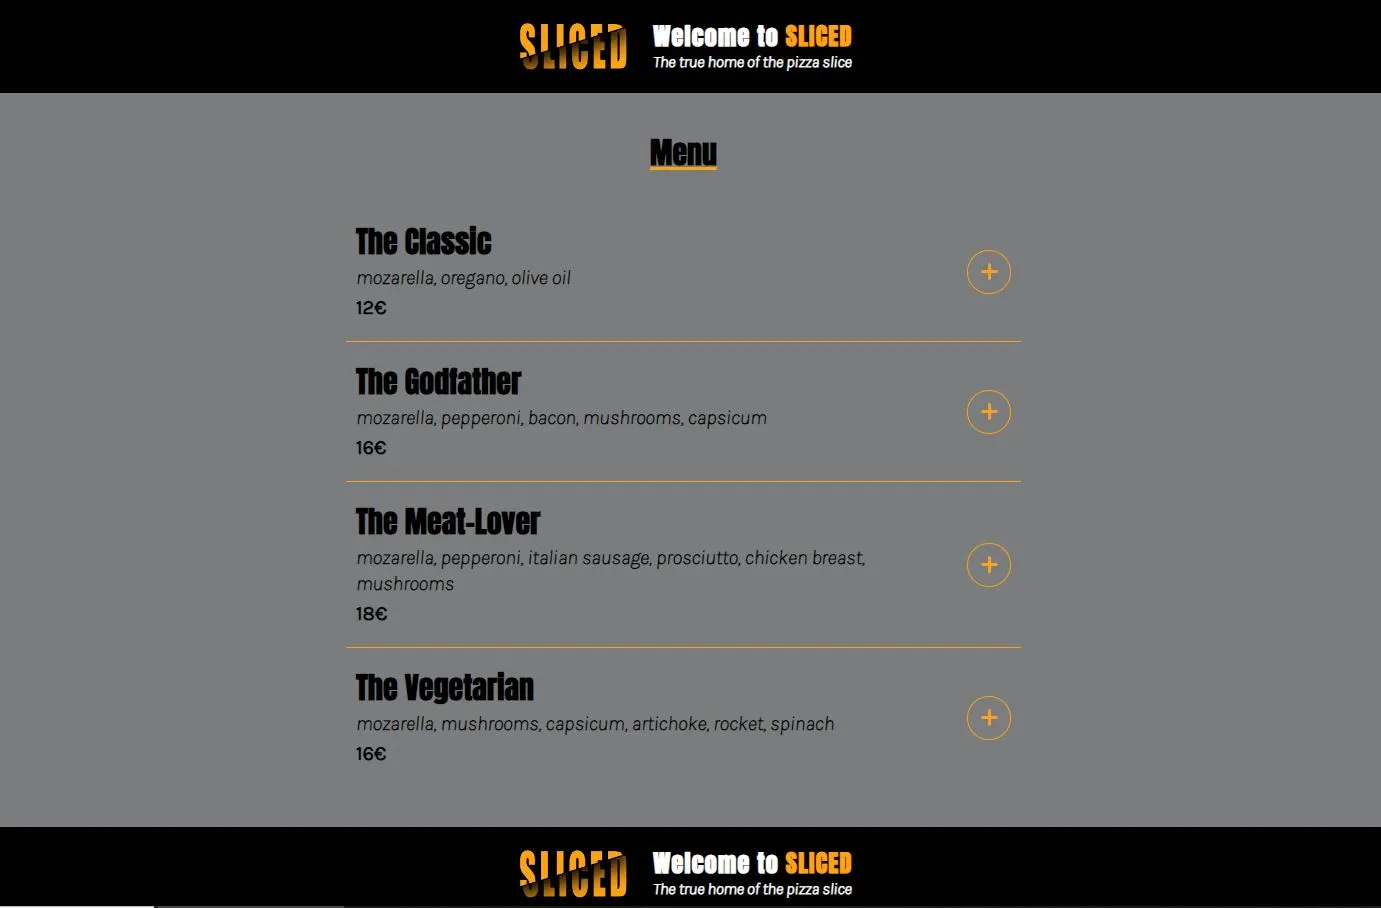 SLICED
Welcome to SLICED
The true home of the pizza slice
Menu
The Classic
mozarella, oregano, olive oil
12€
The Godfather
mozarella, pepperoni, bacon, mushrooms, capsicum
16€
The Meat-Lover
mozarella, pepperoni, italian sausage, prosciutto, chicken breast,
mushrooms
18€
The Vegetarian
mozarella, mushrooms, capsicum, artichoke, rocket, spinach
16€
SLICED
Welcome to SLICED
The true home of the pizza slice